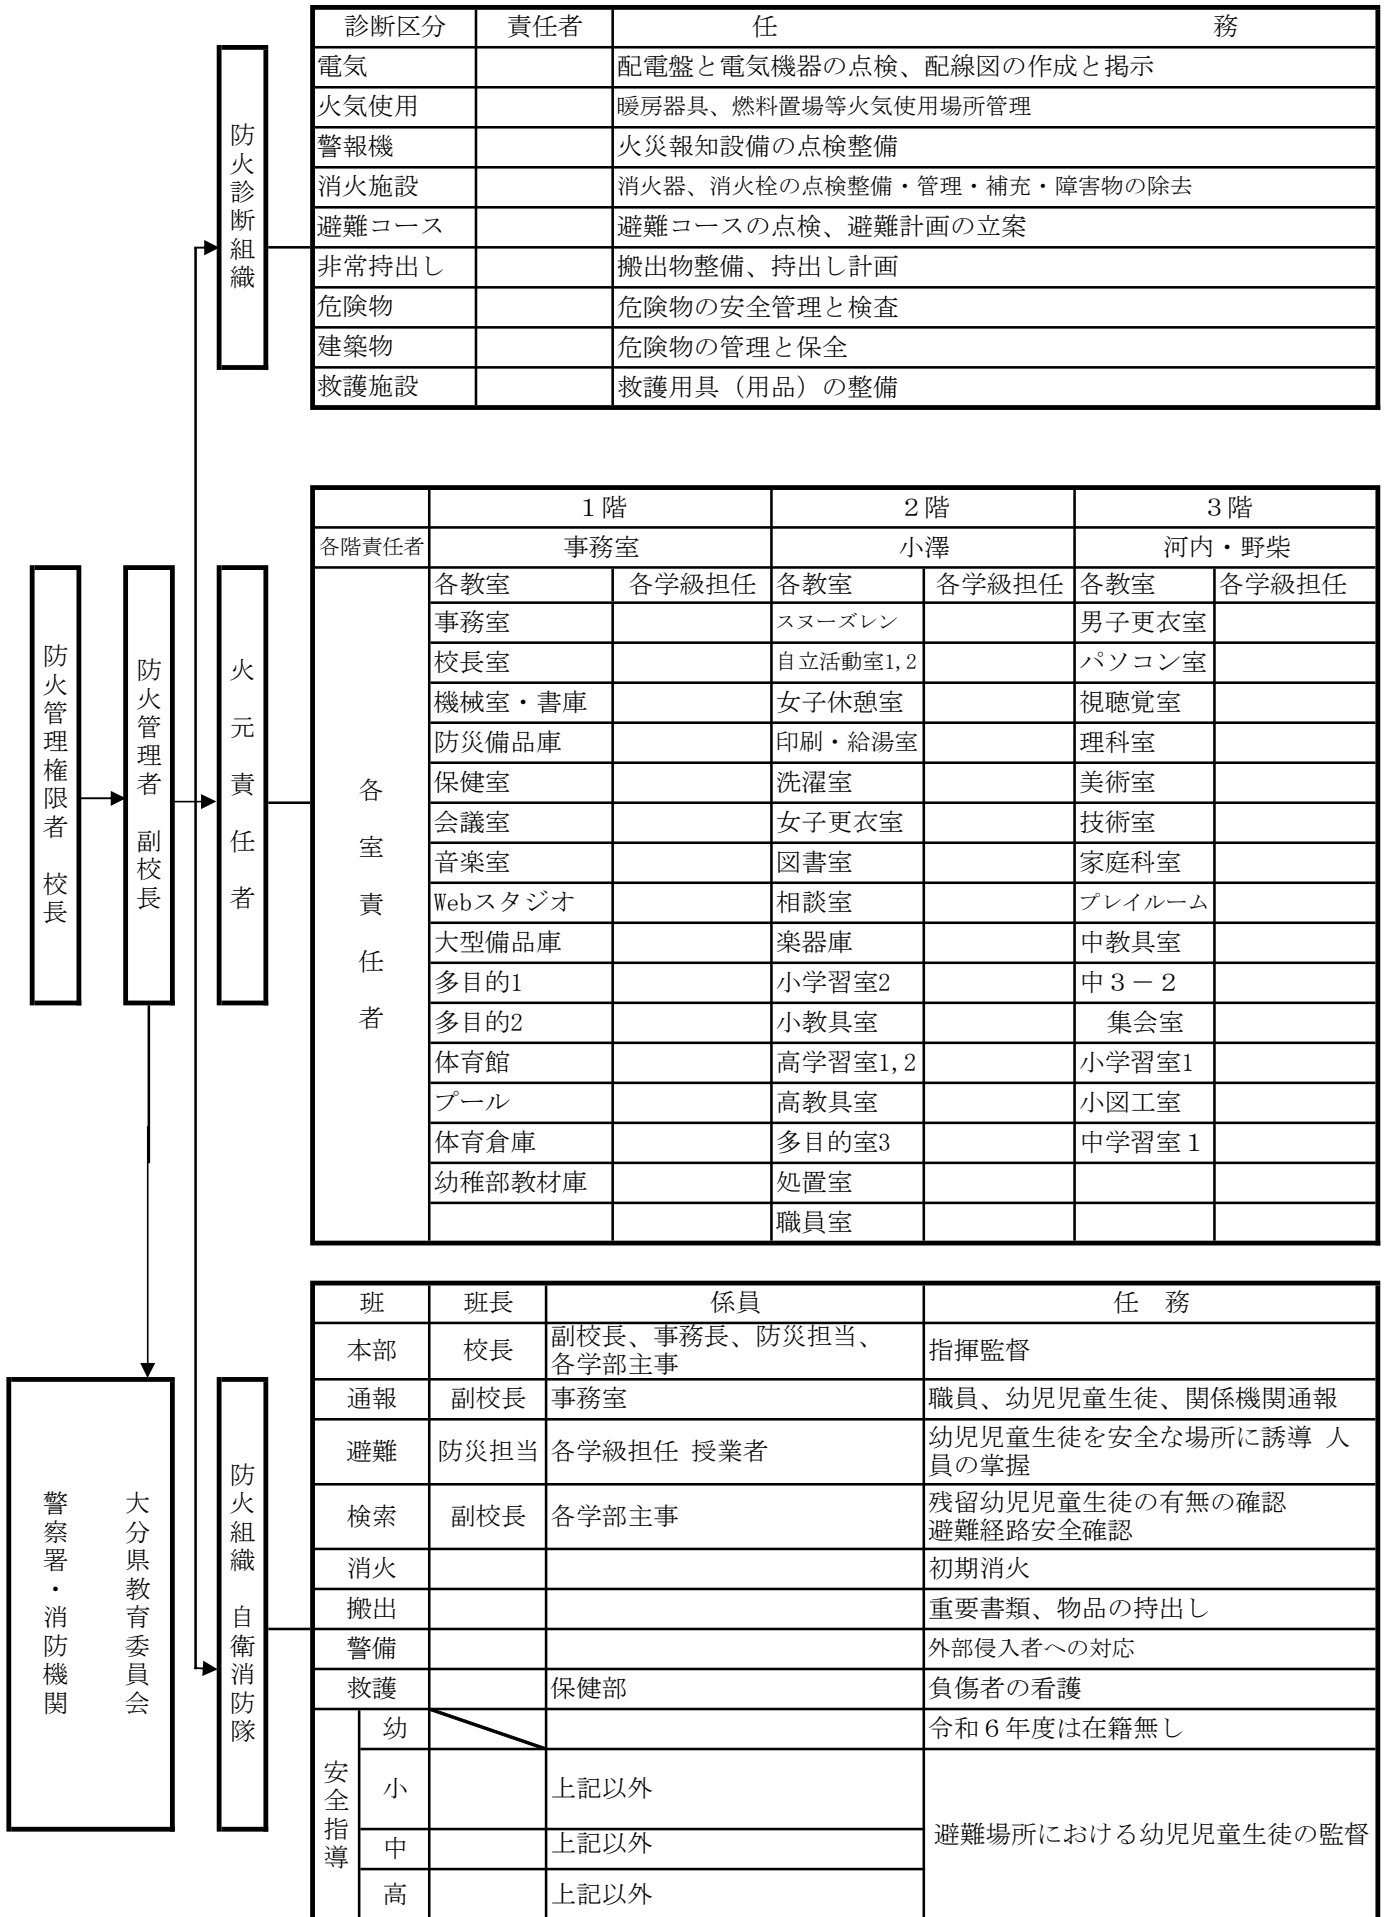 診断区分 責任者 任 務
電気 配電盤と電気機器の点検、配線図の作成と掲示
火気使用 暖房器具、燃料置場等火気使用場所管理
警報機 火災報知設備の点検整備
消火施設 消火器、消火栓の点検整備・管理・補充・障害物の除去
避難コース 避難コースの点検、避難計画の立案
非常持出し 搬出物整備、持出し計画
危険物 危険物の安全管理と検査
建築物 危険物の管理と保全
救護施設 救護用具（用品）の整備
防火診断組織
防火管理権限者 校長
防火管理者 副校長
火元責任者
１階 ２階 ３階
各階責任者 事務室 小澤 河内・野柴
各室責任者
各教室 各学級担任 各教室 各学級担任 各教室 各学級担任
事務室 スヌーズレン 男子更衣室
校長室 自立活動室1,2 パソコン室
機械室・書庫 女子休憩室 視聴覚室
防災備品庫 印刷・給湯室 理科室
保健室 洗濯室 美術室
会議室 女子更衣室 技術室
音楽室 図書室 家庭科室
Webスタジオ 相談室 プレイルーム
大型備品庫 楽器庫 中教具室
多目的1 小学習室2 中３－２
多目的2 小教具室 集会室
体育館 高学習室1,2 小学習室1
プール 高教具室 小図工室
体育倉庫 多目的室3 中学習室１
幼稚部教材庫 処置室
職員室
大分県教育委員会
警察署・消防機関
防火組織 自衛消防隊
班 班長 係員 任 務
本部 校長 副校長、事務長、防災担当、
各学部主事 指揮監督
通報 副校長 事務室 職員、幼児児童生徒、関係機関通報
避難 防災担当 各学級担任 授業者 幼児児童生徒を安全な場所に誘導 人
員の掌握
検索 副校長 各学部主事 残留幼児児童生徒の有無の確認
避難経路安全確認
消火 初期消火
搬出 重要書類、物品の持出し
警備 外部侵入者への対応
救護 保健部 負傷者の看護
安全指導
幼 令和６年度は在籍無し
小 上記以外
避難場所における幼児児童生徒の監督
中 上記以外
高 上記以外